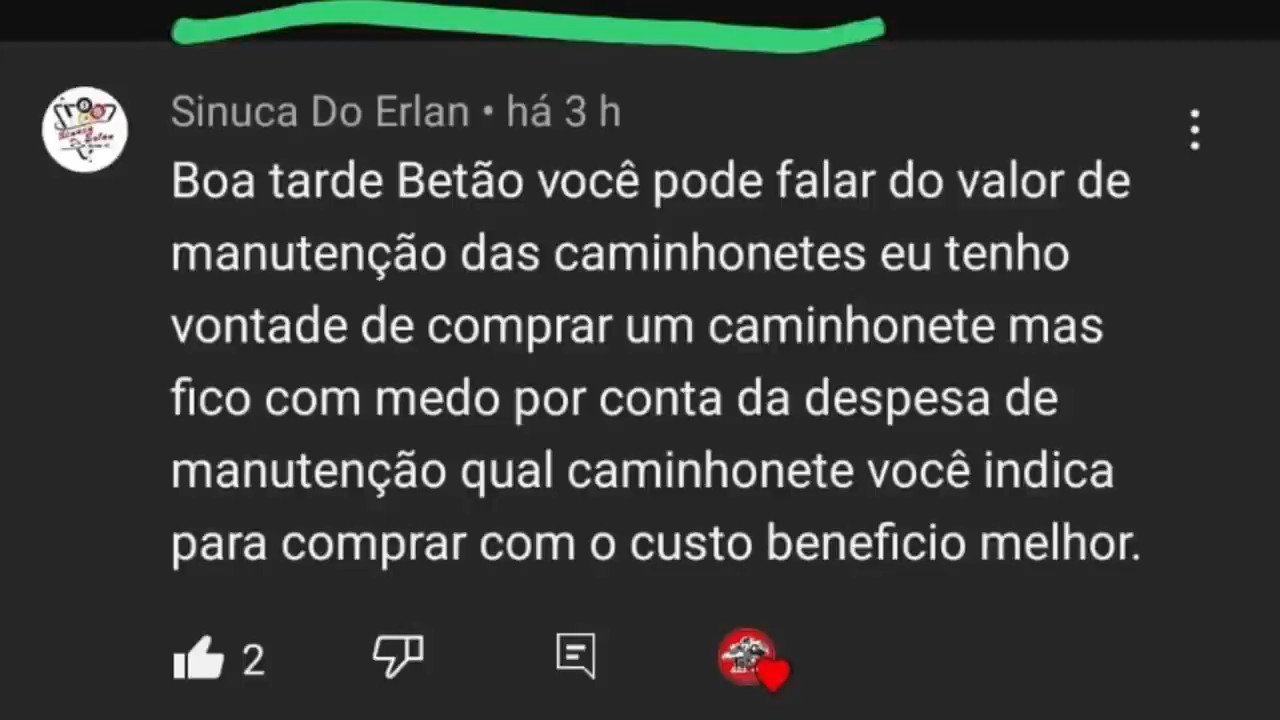 Sinuca Do Erlan • há 3 h
Boa tarde Betão você pode falar do valor de
manutenção das caminhonetes eu tenho
vontade de comprar um caminhonete mas
fico com medo por conta da despesa de
manutenção qual caminhonete você indica
para comprar com o custo beneficio melhor.
2